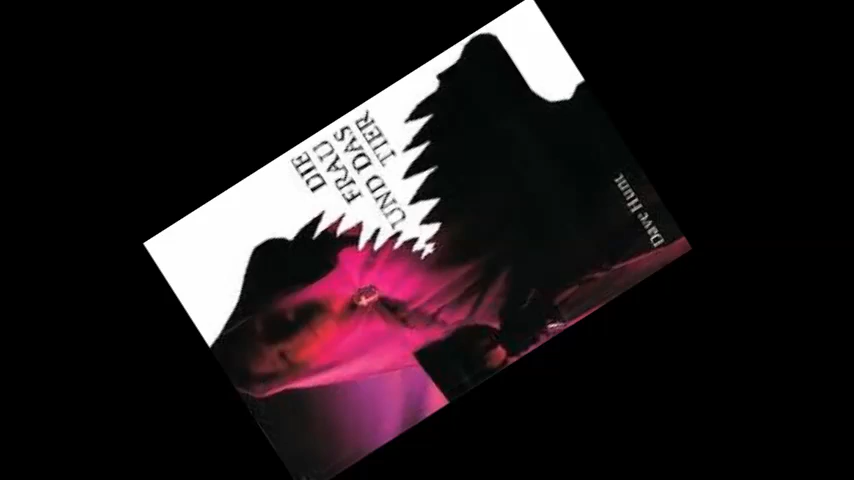 DIE
FRAU
UND DAS
TIER
Dave Hunt